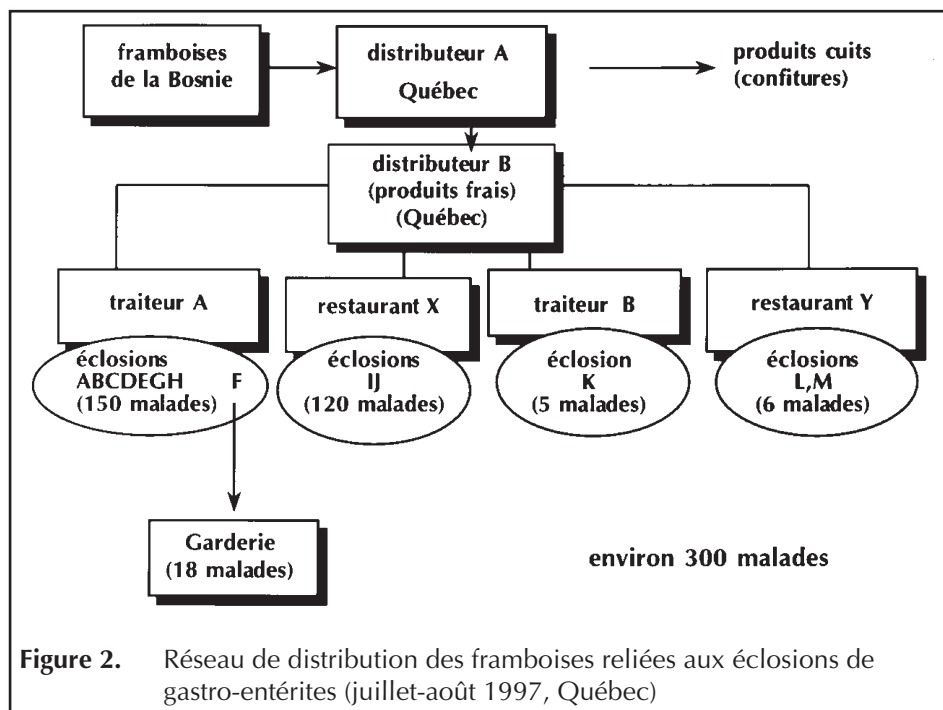 framboises
de la Bosnie
distributeur A
Québec
produits cuits
(confitures)
distributeur B
(produits frais)
(Québec)
traiteur A
restaurant X
traiteur B
restaurant Y
éclosions
ABCDEGH F
(150 malades)
éclosions
IJ
(120 malades)
éclosion
K
(5 malades)
éclosions
L,M
(6 malades)
Garderie
(18 malades)
environ 300 malades
Figure 2. Réseau de distribution des framboises reliées aux éclosions de
gastro-entérites (juillet-août 1997, Québec)